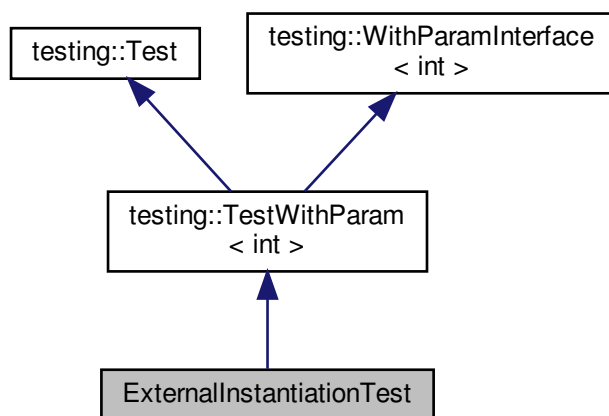 testing::Test
testing::WithParamInterface
< int >
testing::TestWithParam
< int >
ExternalInstantiationTest